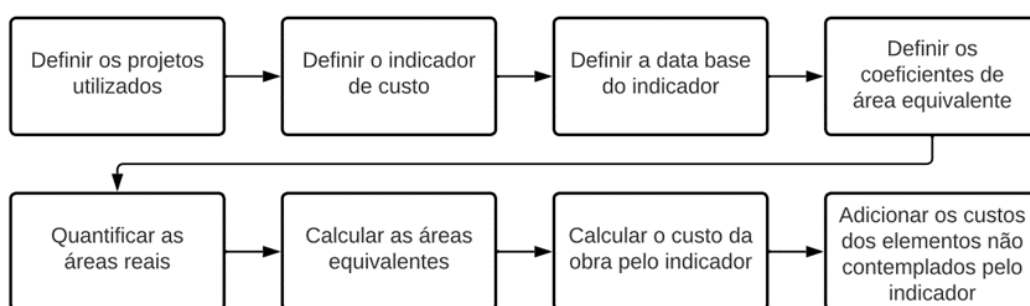 Definir os projetos
utilizados
Definir o indicador
de custo
Definir a data base
do indicador
Definir os
coeficientes de
área equivalente
Quantificar as
áreas reais
Calcular as áreas
equivalentes
Calcular o custo da
obra pelo indicador
Adicionar os custos
dos elementos não
contemplados pelo
indicador